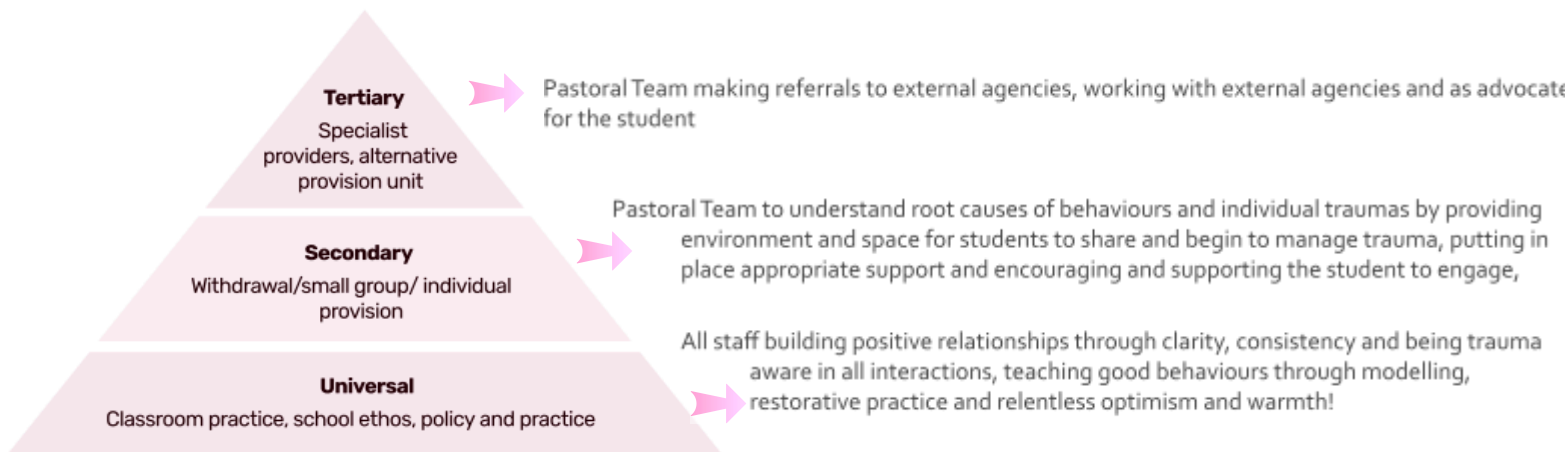 Tertiary
Specialist
providers, alternative
provision unit
Pastoral Team making referrals to external agencies, working with external agencies and as advocate
for the student
Secondary
Withdrawal/small group/ individual
provision
Pastoral Team to understand root causes of behaviours and individual traumas by providing
environment and space for students to share and begin to manage trauma, putting in
place appropriate support and encouraging and supporting the student to engage,
Universal
Classroom practice, school ethos, policy and practice
All staff building positive relationships through clarity, consistency and being trauma
aware in all interactions, teaching good behaviours through modelling,
restorative practice and relentless optimism and warmth!